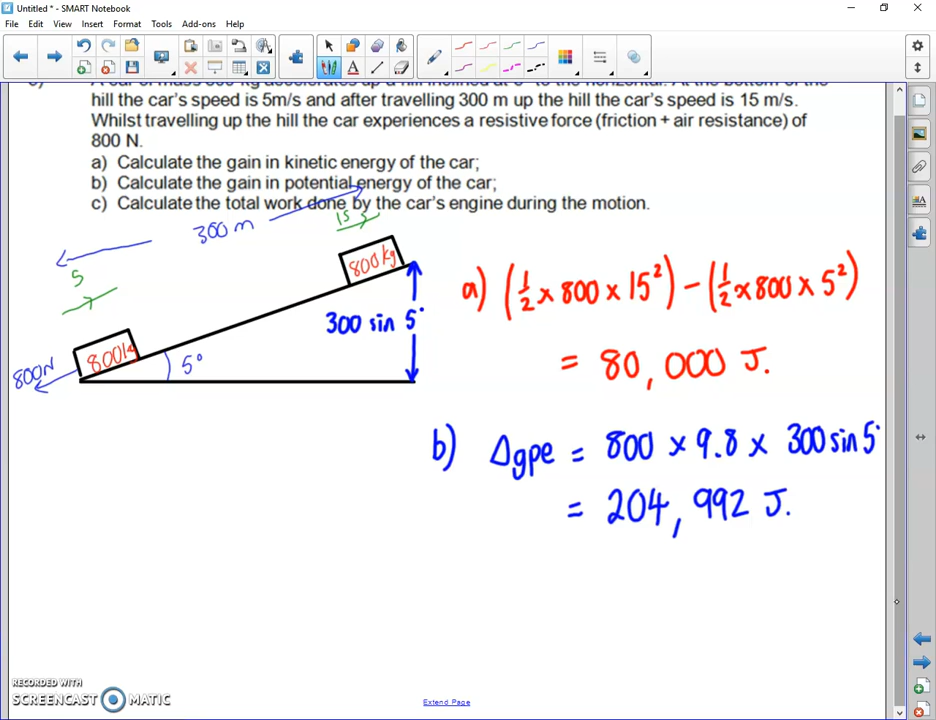 Untitled * - SMART Notebook
File Edit View Insert Format Tools Add-ons Help
hill the car's speed is 5m/s and after travelling 300 m up the hill the car's speed is 15 m/s.
Whilst travelling up the hill the car experiences a resistive force (friction + air resistance) of
800 N.
a) Calculate the gain in kinetic energy of the car;
b) Calculate the gain in potential energy of the car;
c) Calculate the total work done by the car's engine during the motion.
300 m
15
5
800kg
300 sin 5°
800kg
800N
5°
a) (½ × 800 × 15²) − (½ × 800 × 5²)
= 80,000 J.
b) Δgpe = 800 × 9.8 × 300 sin 5°
= 204,992 J.
RECORDED WITH
SCREENCAST MATIC
Extend Page